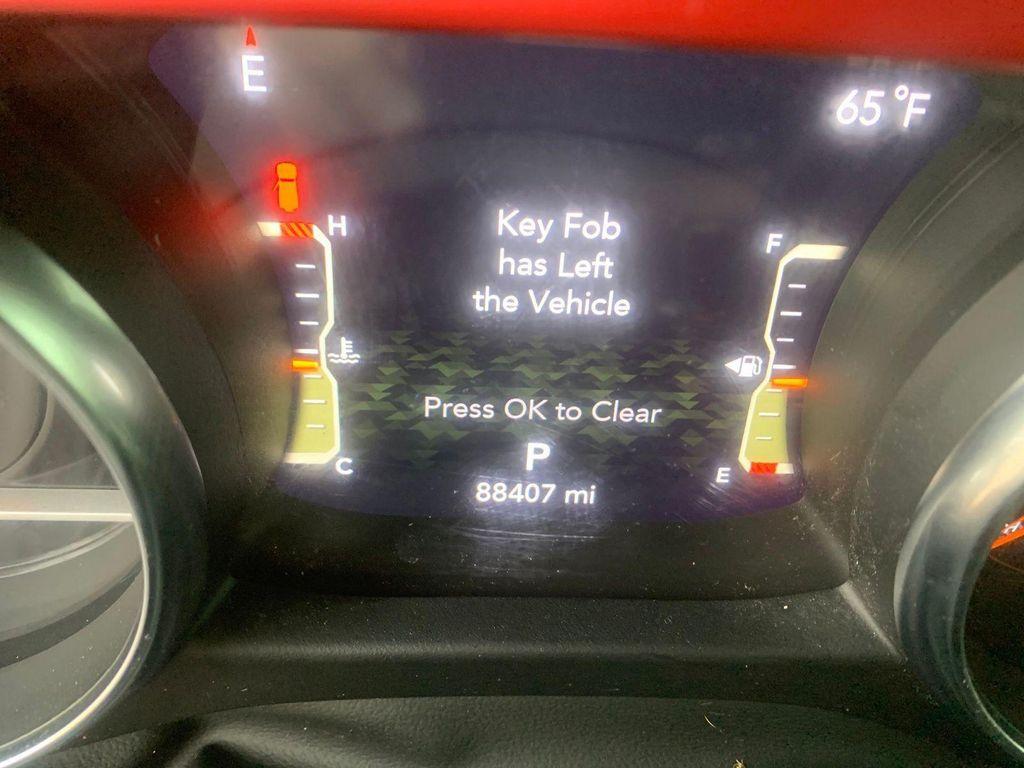 E
65°F
H
Key Fob
has Left
the Vehicle
F
Press OK to Clear
C
P
E
88407 mi